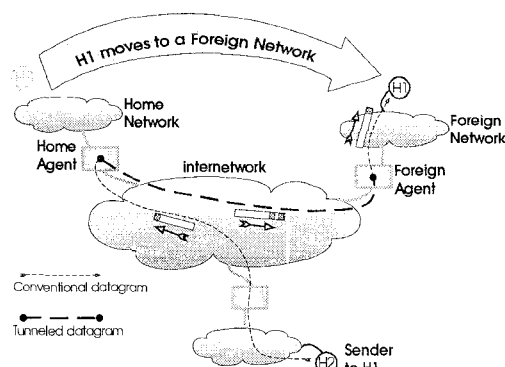 H1 moves to a Foreign Network
H1
Home
Network
Foreign
Network
Home
Agent
internetwork
Foreign
Agent
Conventional datagram
Tunneled datagram
Sender
to H1
H2